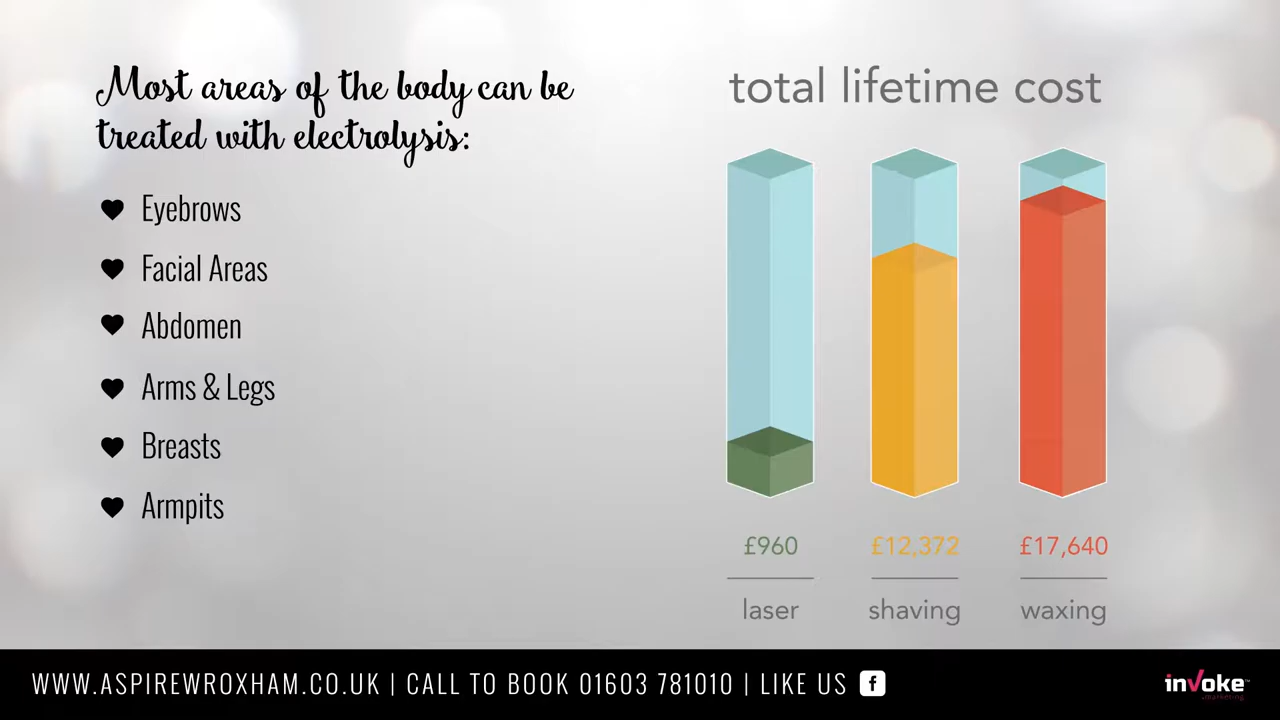 Most areas of the body can be
treated with electrolysis:
Eyebrows
Facial Areas
Abdomen
Arms & Legs
Breasts
Armpits
total lifetime cost
£960
£12,372
£17,640
laser
shaving
waxing
WWW.ASPIREWROXHAM.CO.UK | CALL TO BOOK 01603 781010 | LIKE US f
invoke
marketing